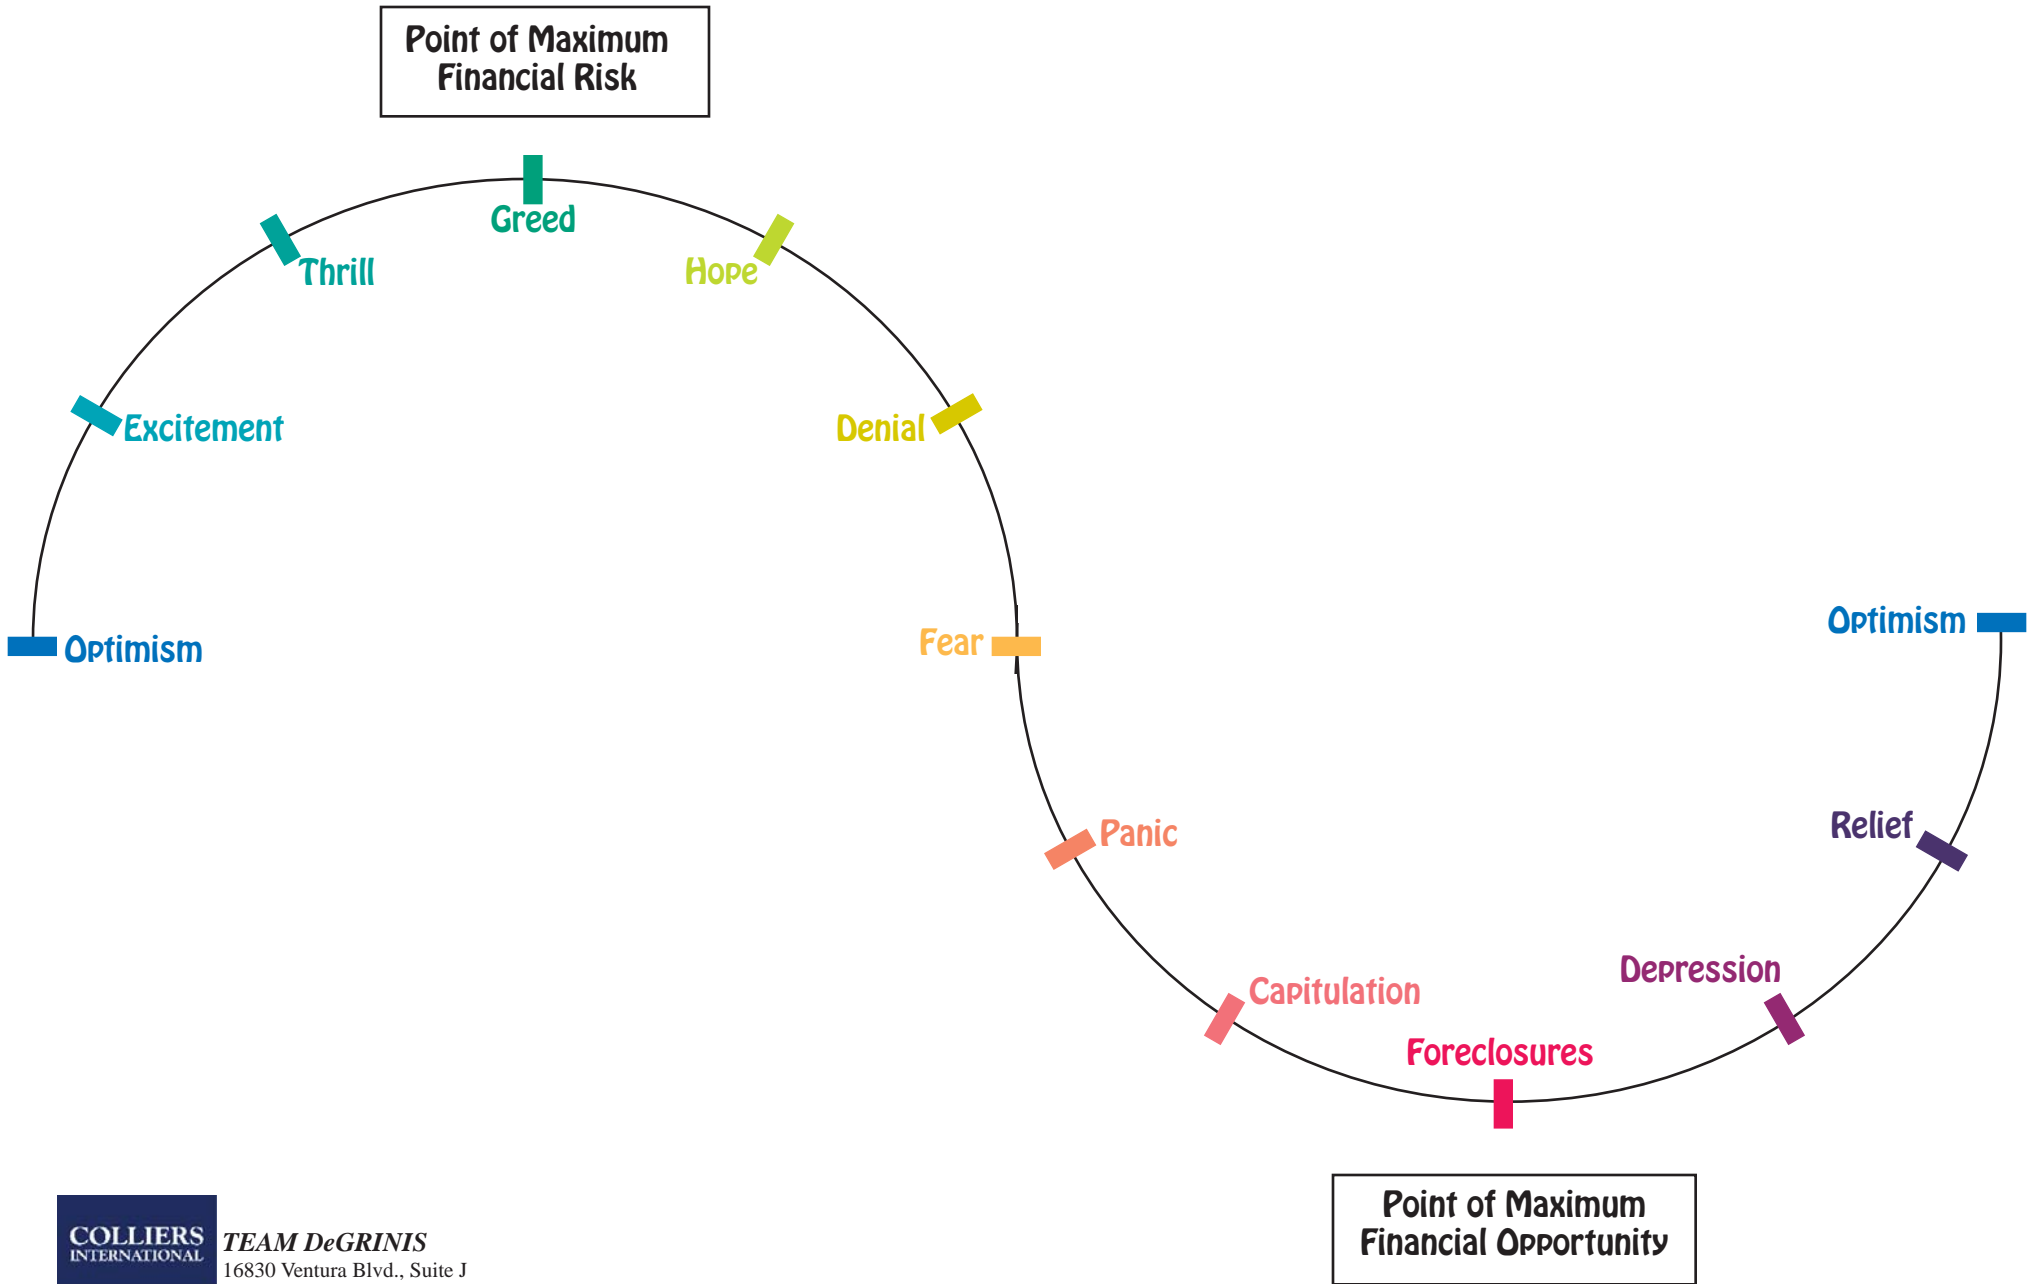 Point of Maximum
Financial Risk
Greed
Thrill
Hope
Excitement
Denial
Optimism
Fear
Optimism
Panic
Relief
Capitulation
Depression
Foreclosures
Point of Maximum
Financial Opportunity
COLLIERS
INTERNATIONAL
TEAM DeGRINIS
16830 Ventura Blvd., Suite J